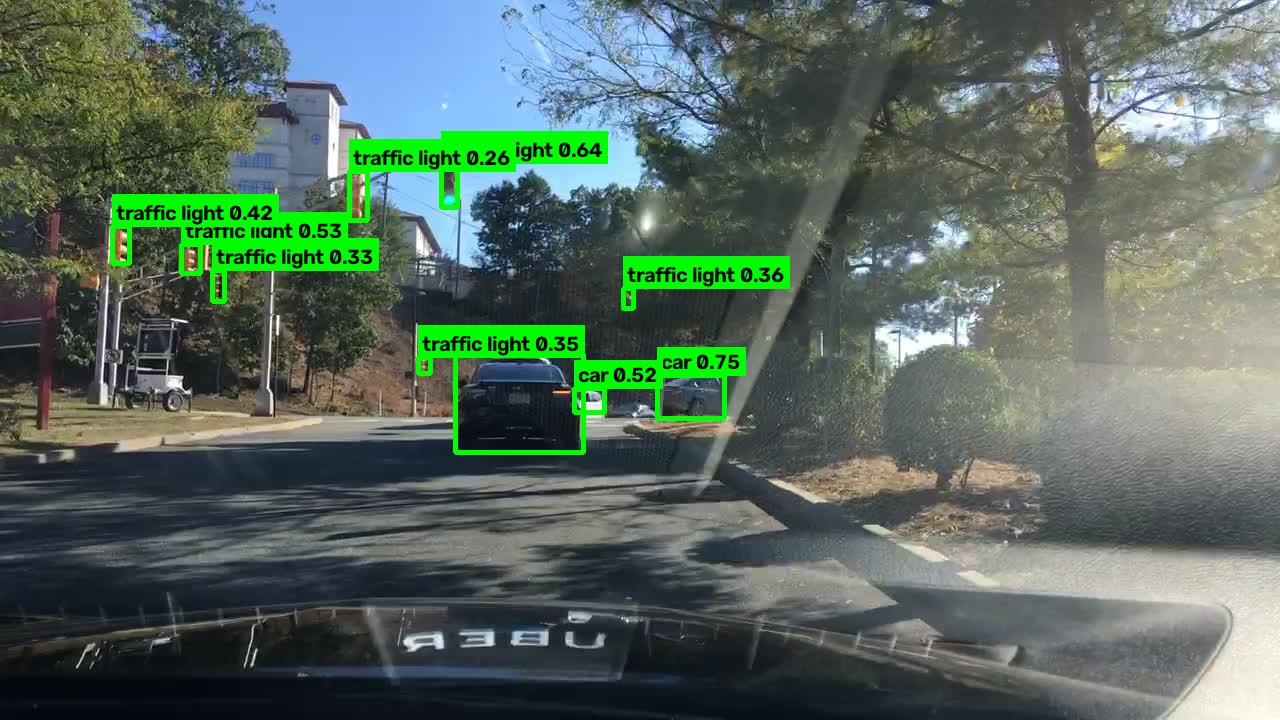 ight 0.64
traffic light 0.26
traffic light 0.42
traffic light 0.53
traffic light 0.33
traffic light 0.36
traffic light 0.35
car 0.75
car 0.52
UBER